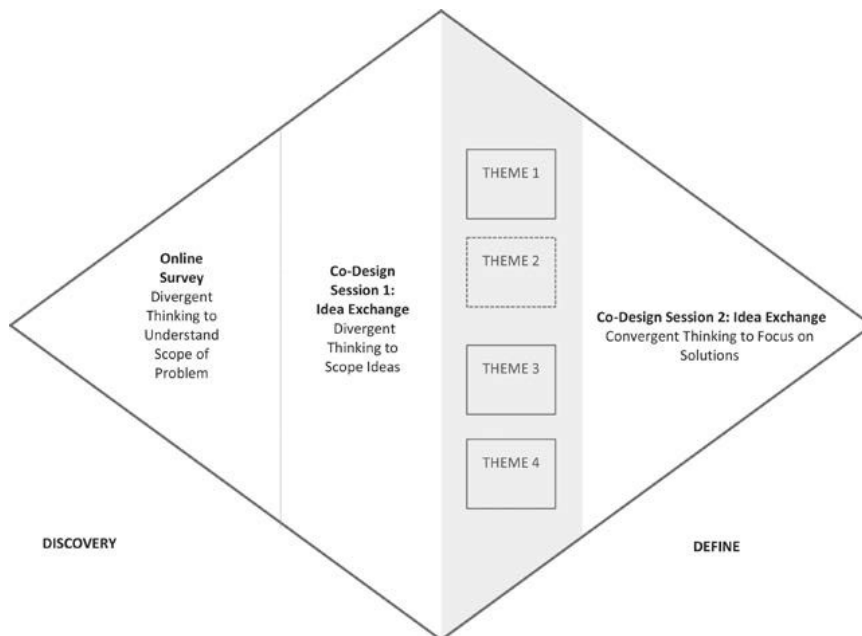 Online
Survey
Divergent
Thinking to
Understand
Scope of
Problem
Co-Design
Session 1:
Idea Exchange
Divergent
Thinking to
Scope Ideas
THEME 1
THEME 2
THEME 3
THEME 4
Co-Design Session 2: Idea Exchange
Convergent Thinking to Focus on
Solutions
DISCOVERY
DEFINE